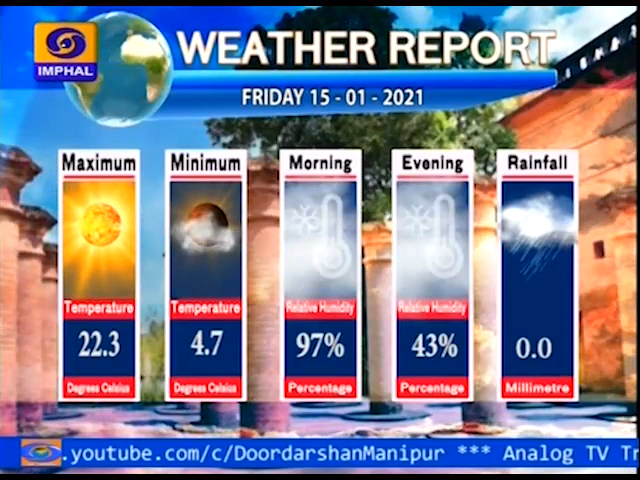 WEATHER REPORT
IMPHAL
FRIDAY 15 - 01 - 2021
Maximum
Temperature
22.3
Degrees Celsius
Minimum
Temperature
4.7
Degrees Celsius
Morning
Relative Humidity
97%
Percentage
Evening
Relative Humidity
43%
Percentage
Rainfall
0.0
Millimetre
.youtube.com/c/DoordarshanManipur *** Analog TV Tr